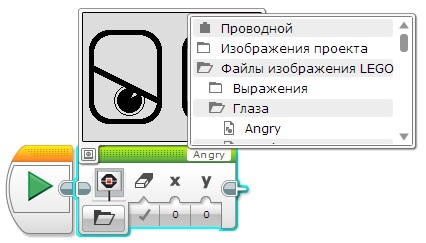 Проводной
Изображения проекта
Файлы изображения LEGO
Выражения
Глаза
Angry
Angry
x y
0 0